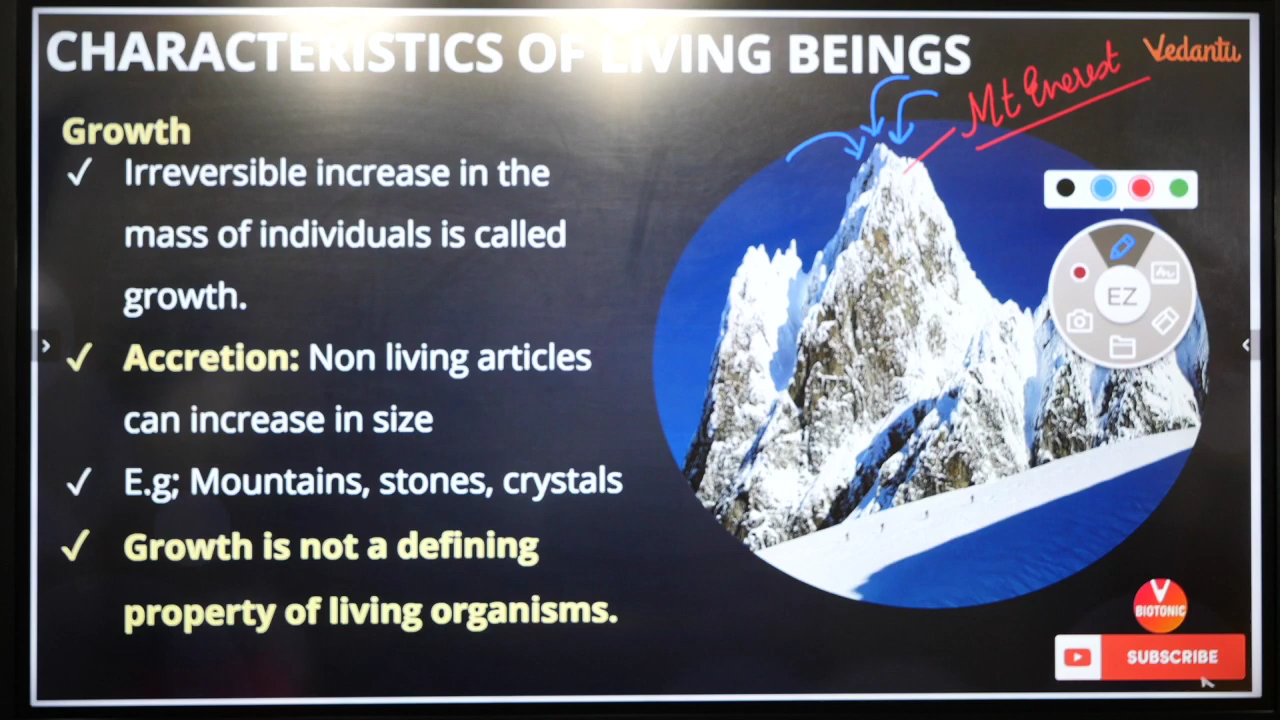 CHARACTERISTICS OF LIVING BEINGS
Vedantu
Mt Everest
Growth
✓ Irreversible increase in the
mass of individuals is called
growth.
✓ Accretion: Non living articles
can increase in size
✓ E.g; Mountains, stones, crystals
✓ Growth is not a defining
property of living organisms.
EZ
V
BIOTONIC
SUBSCRIBE